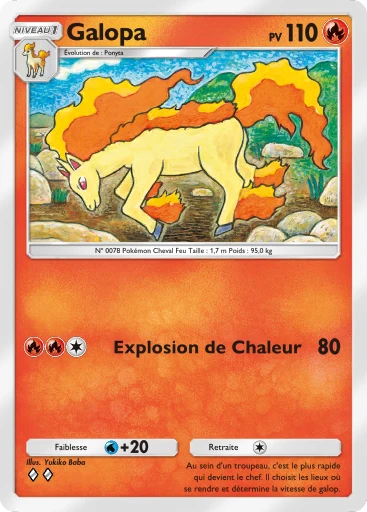 NIVEAU 1
Galopa
PV 110
Évolution de : Ponyta
N° 0078 Pokémon Cheval Feu Taille : 1,7 m Poids : 95,0 kg
Explosion de Chaleur 80
Faiblesse +20 Retraite
Illus. Yukiko Baba
Au sein d'un troupeau, c'est le plus rapide
qui devient le chef. Il choisit les lieux où
se rendre et détermine la vitesse de galop.